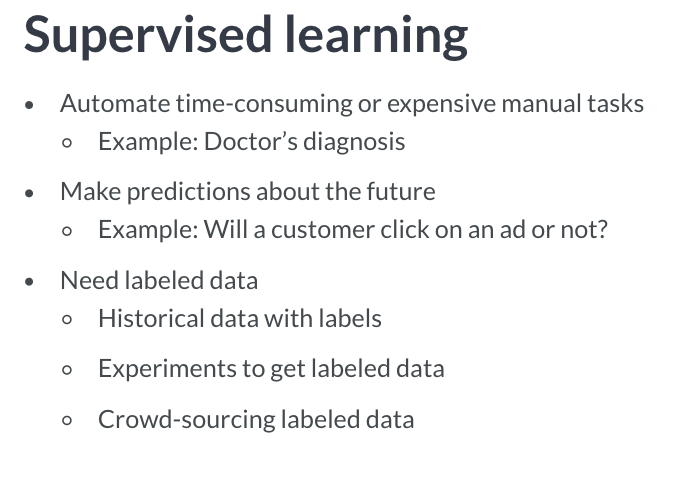 Supervised learning
• Automate time-consuming or expensive manual tasks
◦ Example: Doctor’s diagnosis
• Make predictions about the future
◦ Example: Will a customer click on an ad or not?
• Need labeled data
◦ Historical data with labels
◦ Experiments to get labeled data
◦ Crowd-sourcing labeled data